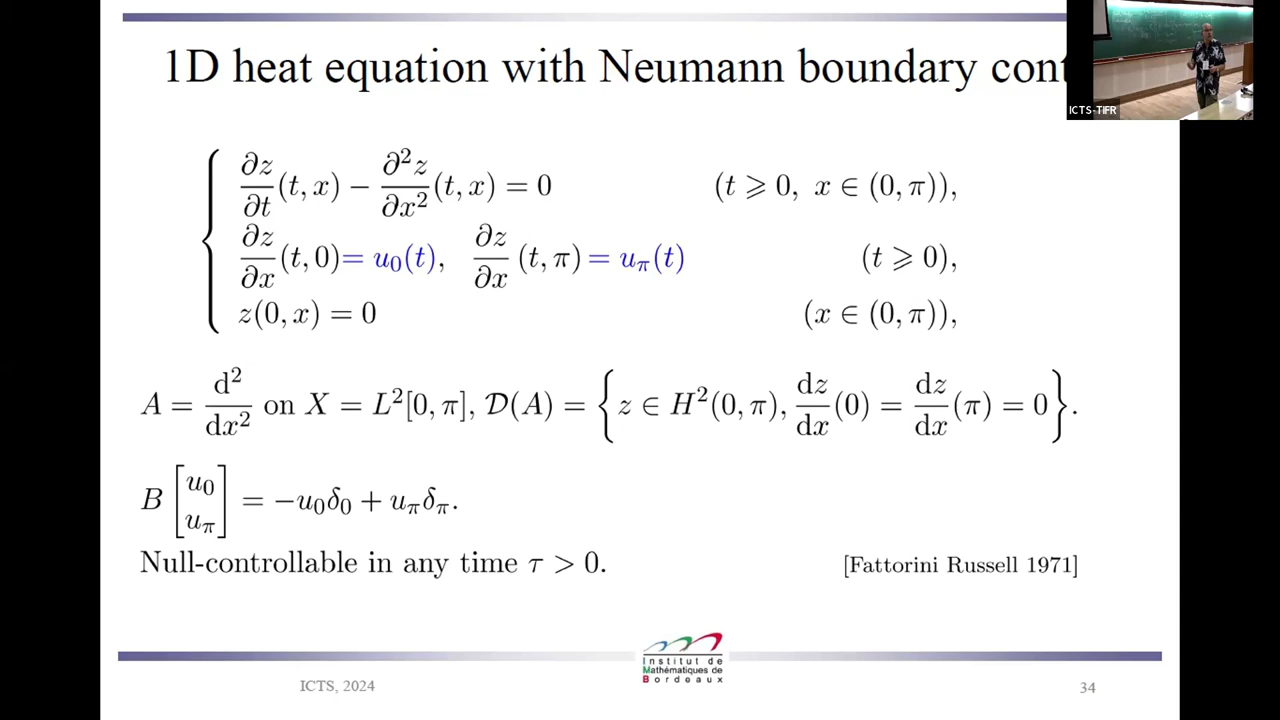 1D heat equation with Neumann boundary cont
ICTS-TIFR
∂z/∂t (t, x) − ∂²z/∂x² (t, x) = 0 (t ⩾ 0, x ∈ (0, π)),
∂z/∂x (t, 0) = u₀(t), ∂z/∂x (t, π) = u_π(t) (t ⩾ 0),
z(0, x) = 0 (x ∈ (0, π)),
A = d²/dx² on X = L²[0, π], D(A) = { z ∈ H²(0, π), dz/dx (0) = dz/dx (π) = 0 }.
B [u₀ u_π] = −u₀δ₀ + u_πδ_π.
Null-controllable in any time τ > 0. [Fattorini Russell 1971]
Institut de
Mathématiques de
Bordeaux
ICTS, 2024 34